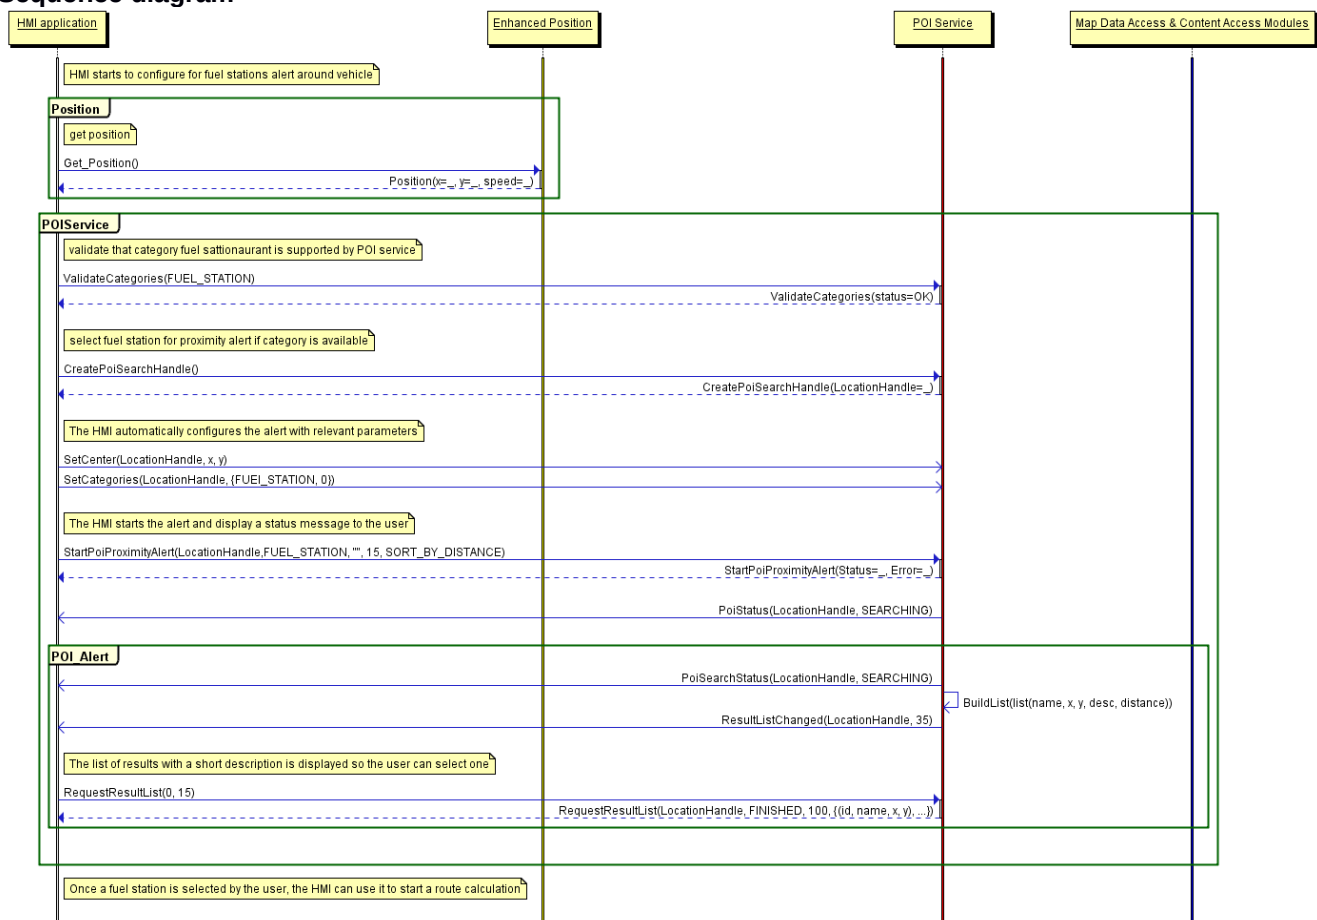 Sequence diagram
HMI application
Enhanced Position
POI Service
Map Data Access & Content Access Modules
HMI starts to configure for fuel stations alert around vehicle
Position
get position
Get_Position()
Position(x=_, y=_, speed=_)
POIService
validate that category fuel sattionaurant is supported by POI service
ValidateCategories(FUEL_STATION)
ValidateCategories(status=OK)
select fuel station for proximity alert if category is available
CreatePoiSearchHandle()
CreatePoiSearchHandle(LocationHandle=_)
The HMI automatically configures the alert with relevant parameters
SetCenter(LocationHandle, x, y)
SetCategories(LocationHandle, {FUEl_STATION, 0})
The HMI starts the alert and display a status message to the user
StartPoiProximityAlert(LocationHandle,FUEL_STATION, "", 15, SORT_BY_DISTANCE)
StartPoiProximityAlert(Status=_, Error=_)
PoiStatus(LocationHandle, SEARCHING)
POI_Alert
PoiSearchStatus(LocationHandle, SEARCHING)
BuildList(list(name, x, y, desc, distance))
ResultListChanged(LocationHandle, 35)
The list of results with a short description is displayed so the user can select one
RequestResultList(0, 15)
RequestResultList(LocationHandle, FINISHED, 100, {(id, name, x, y), ...})
Once a fuel station is selected by the user, the HMI can use it to start a route calculation